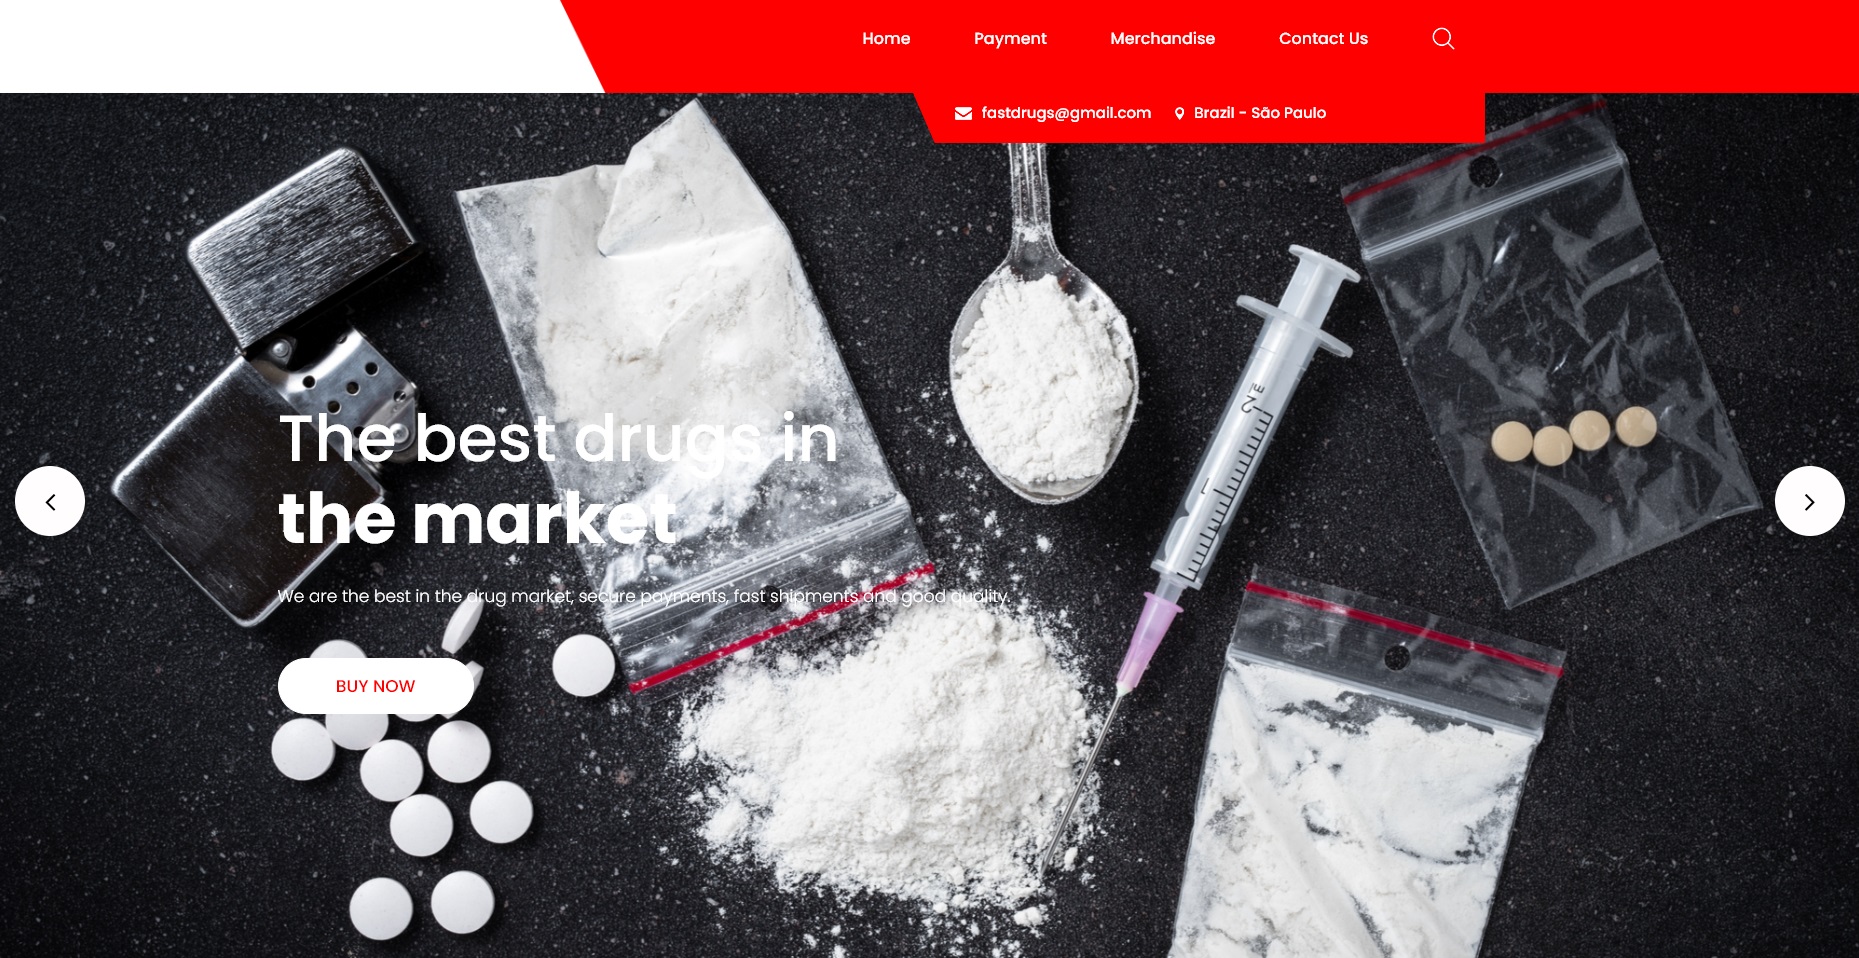 Home Payment Merchandise Contact Us
fastdrugs@gmail.com Brazil - São Paulo
The best drugs in
the market
We are the best in the drug market, secure payments, fast shipments and good quality.
BUY NOW